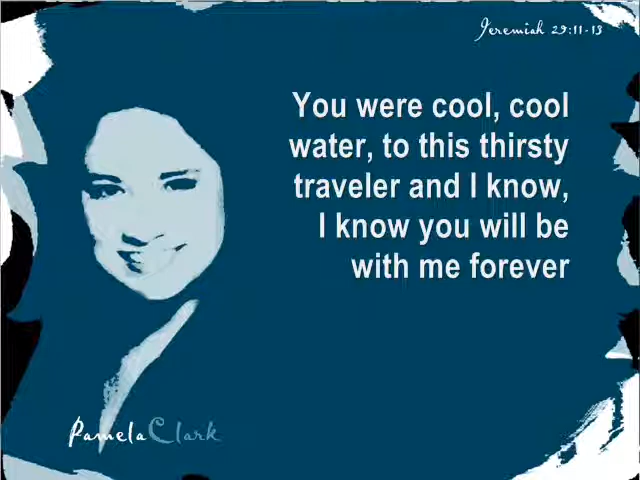 Jeremiah 29:11-13
You were cool, cool
water, to this thirsty
traveler and I know,
I know you will be
with me forever
PamelaClark